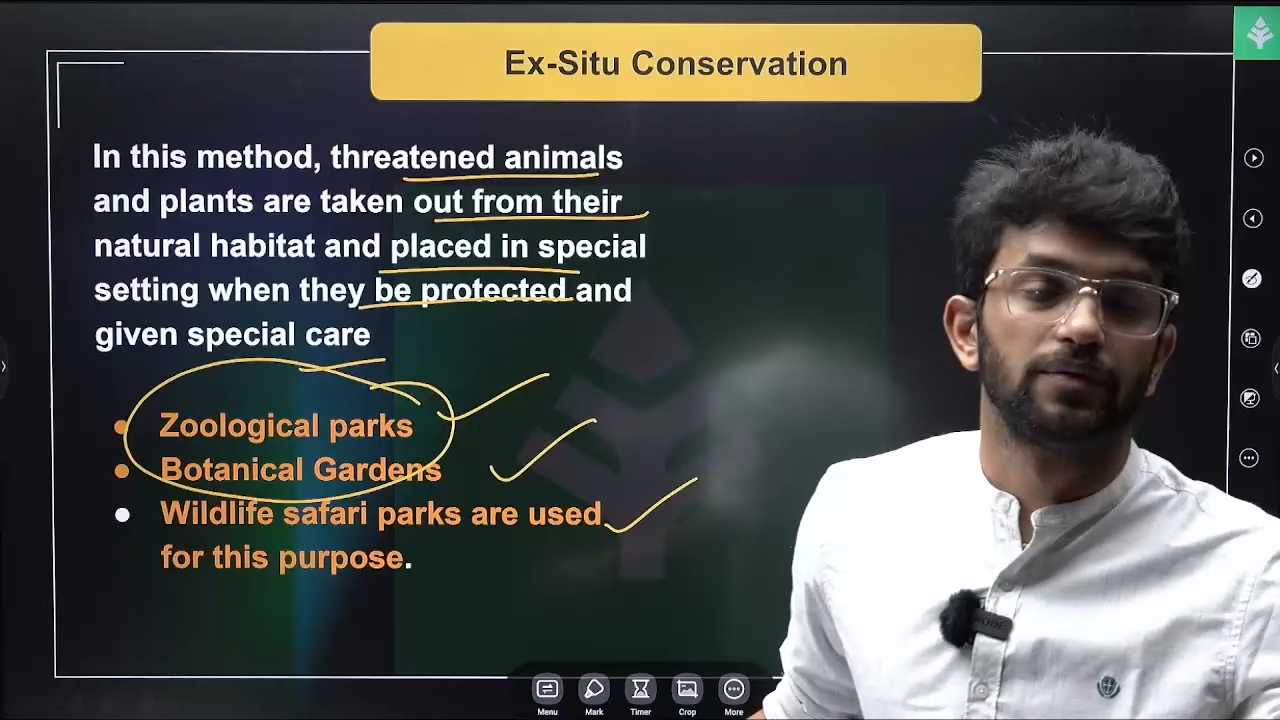 Ex-Situ Conservation
In this method, threatened animals
and plants are taken out from their
natural habitat and placed in special
setting when they be protected and
given special care
• Zoological parks
• Botanical Gardens
• Wildlife safari parks are used
for this purpose.
RODE
Menu Mark Timer Crop More